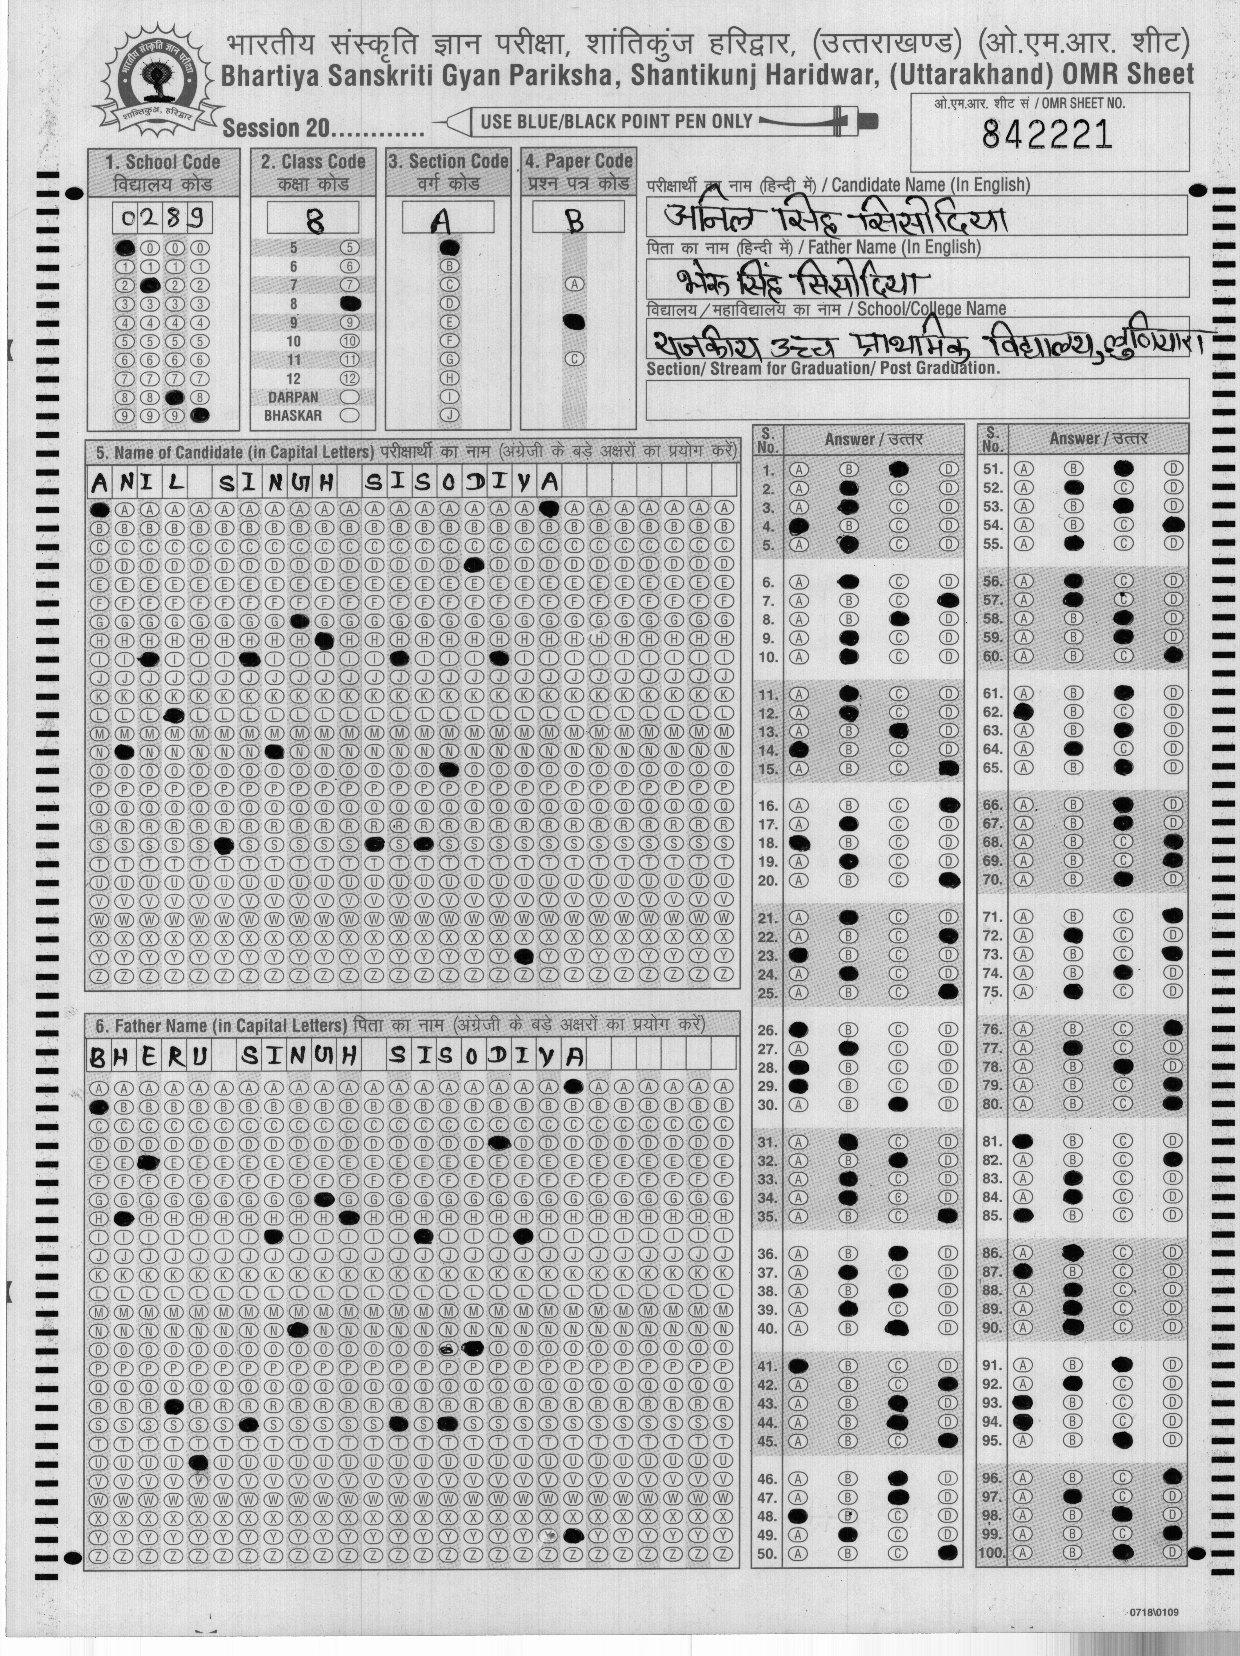 भारतीय संस्कृति ज्ञान परीक्षा, शांतिकुंज हरिद्वार, (उत्तराखण्ड) (ओ.एम.आर. शीट)
Bhartiya Sanskriti Gyan Pariksha, Shantikunj Haridwar, (Uttarakhand) OMR Sheet
Session 20............
USE BLUE/BLACK POINT PEN ONLY
ओ.एम.आर. शीट सं / OMR SHEET NO.
842221
1. School Code
विद्यालय कोड
0289
2. Class Code
कक्षा कोड
8
5
6
7
8
9
10
11
12
DARPAN
BHASKAR
3. Section Code
वर्ग कोड
A
4. Paper Code
प्रश्न पत्र कोड
B
परीक्षार्थी का नाम (हिन्दी में) / Candidate Name (In English)
अनिल सिंह सिसोदिया
पिता का नाम (हिन्दी में) / Father Name (In English)
भेरू सिंह सिसोदिया
विद्यालय / महाविद्यालय का नाम / School/College Name
राजकीय उच्च प्राथमिक विद्यालय,
Section/ Stream for Graduation/ Post Graduation.
5. Name of Candidate (in Capital Letters) परीक्षार्थी का नाम (अंग्रेजी के बडे अक्षरों का प्रयोग करें)
ANIL SINGH SISODIYA
6. Father Name (in Capital Letters) पिता का नाम (अंग्रेजी के बडे अक्षरों का प्रयोग करें)
BHERU SINGH SISODIYA
S. No. Answer / उत्तर
S. No. Answer / उत्तर
0718\0109